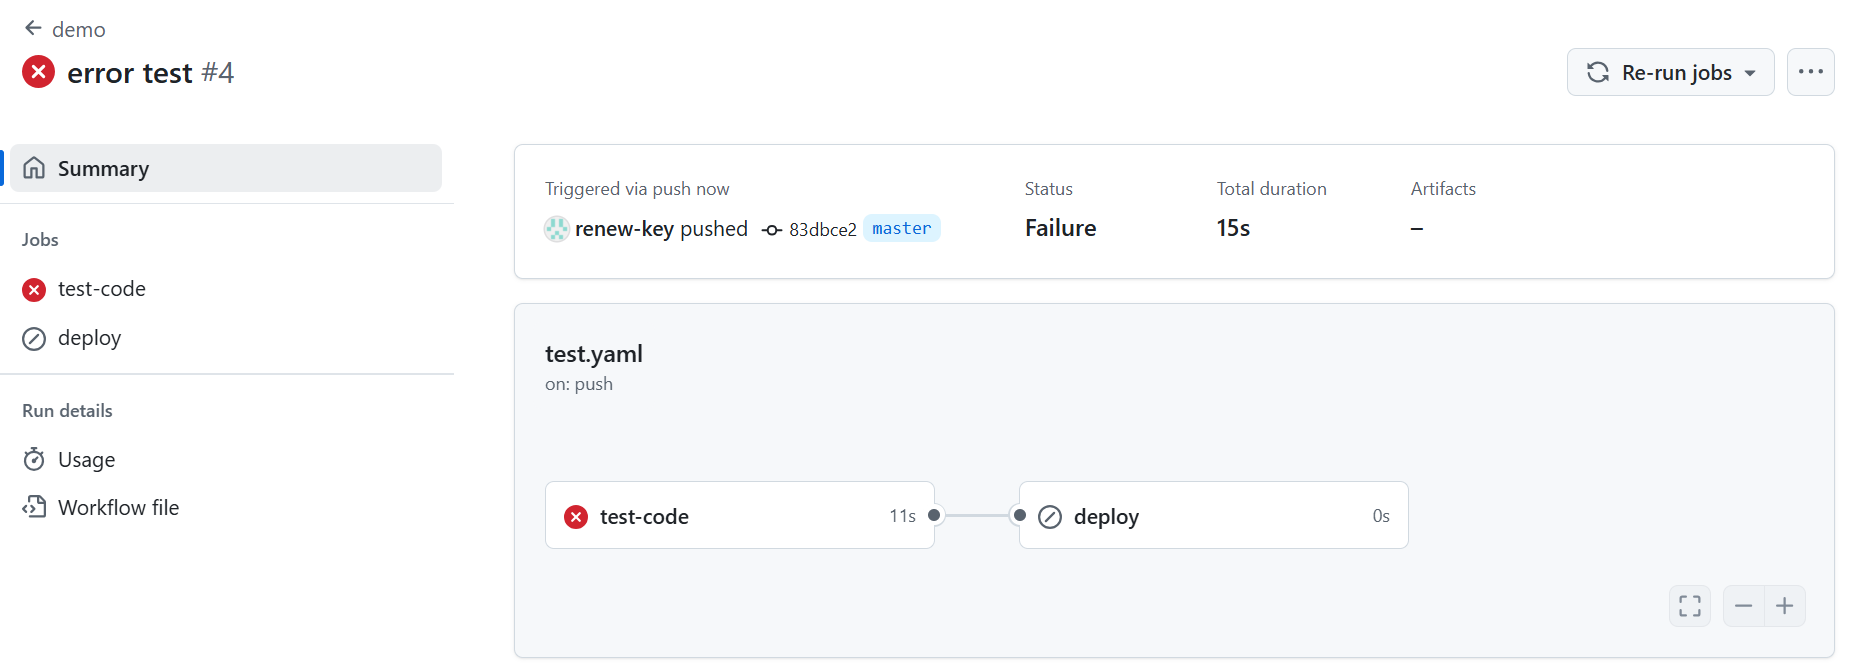 demo
error test #4
Re-run jobs
Summary
Jobs
test-code
deploy
Run details
Usage
Workflow file
Triggered via push now
renew-key pushed 83dbce2 master
Status
Failure
Total duration
15s
Artifacts
–
test.yaml
on: push
test-code 11s
deploy 0s